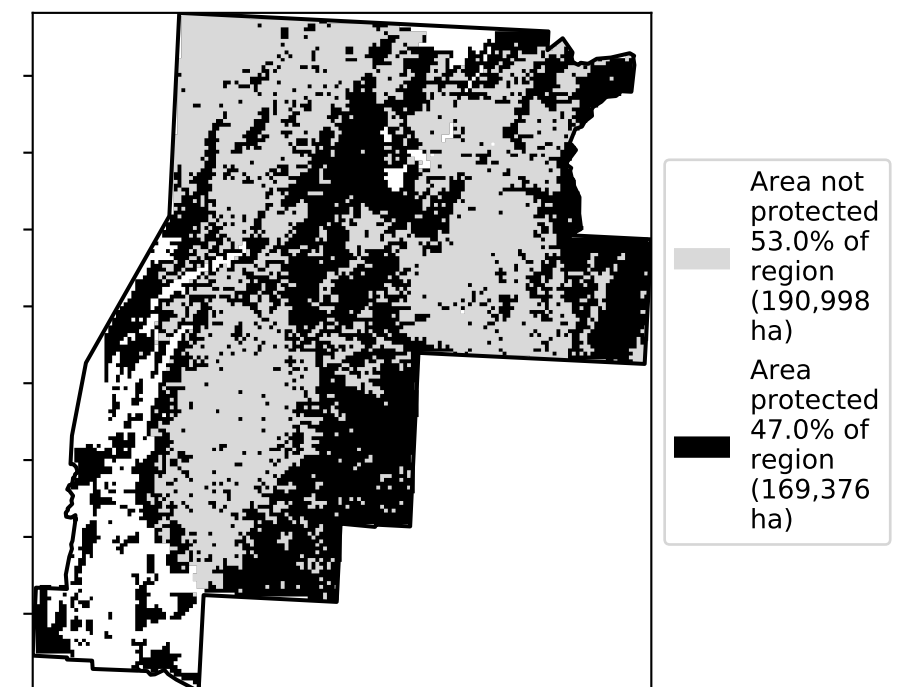 Area not
protected
53.0% of
region
(190,998
ha)
Area
protected
47.0% of
region
(169,376
ha)